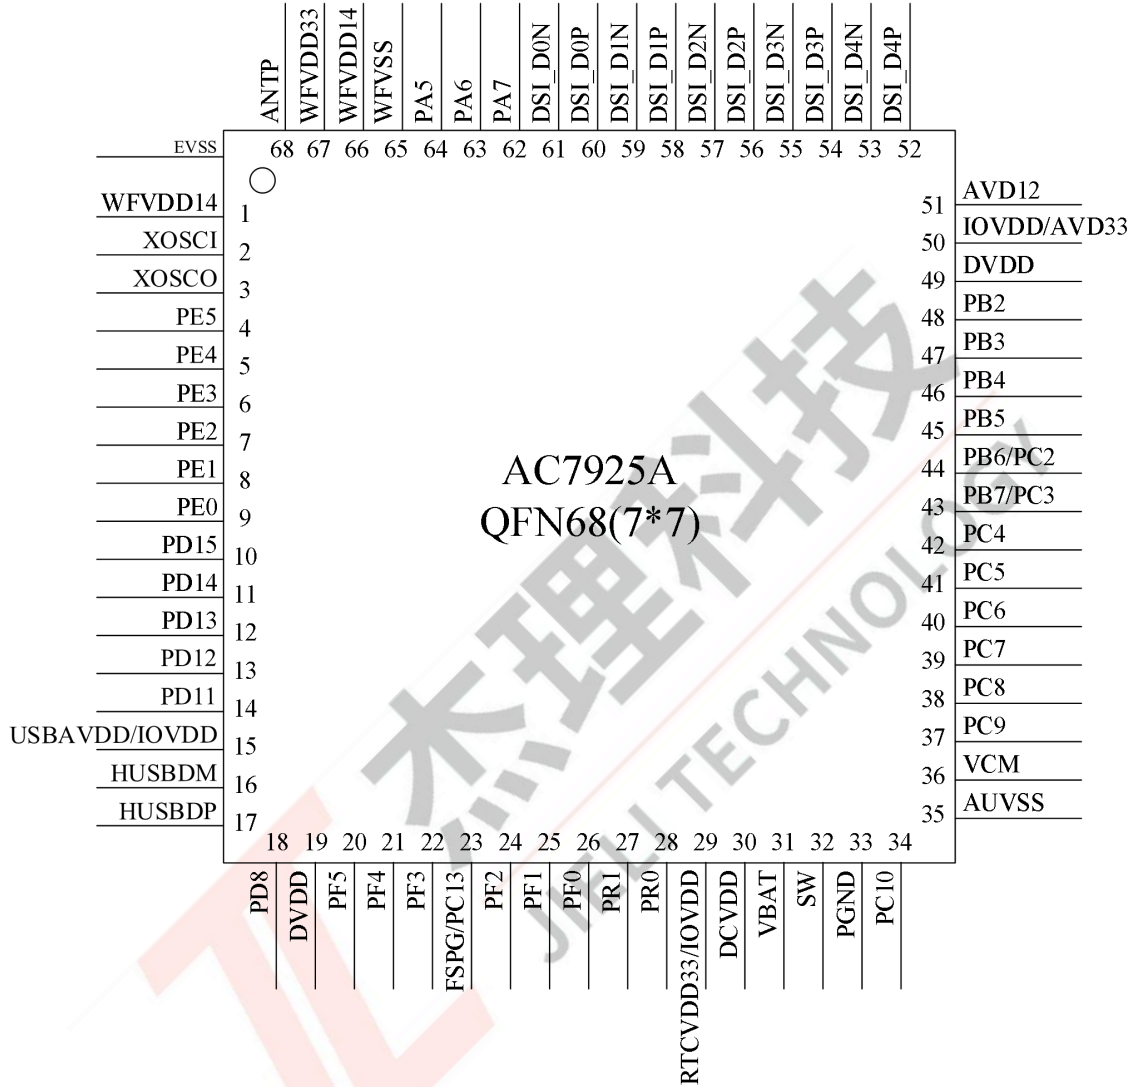 ANTP
WFVDD33
WFVDD14
WFVSS
PA5
PA6
PA7
DSI_D0N
DSI_D0P
DSI_D1N
DSI_D1P
DSI_D2N
DSI_D2P
DSI_D3N
DSI_D3P
DSI_D4N
DSI_D4P
68 67 66 65 64 63 62 61 60 59 58 57 56 55 54 53 52
EVSS
WFVDD14 1
XOSCI 2
XOSCO 3
PE5 4
PE4 5
PE3 6
PE2 7
PE1 8
PE0 9
PD15 10
PD14 11
PD13 12
PD12 13
PD11 14
USBAVDD/IOVDD 15
HUSBDM 16
HUSBDP 17
AC7925A
QFN68(7*7)
51 AVD12
50 IOVDD/AVD33
49 DVDD
48 PB2
47 PB3
46 PB4
45 PB5
44 PB6/PC2
43 PB7/PC3
42 PC4
41 PC5
40 PC6
39 PC7
38 PC8
37 PC9
36 VCM
35 AUVSS
18 19 20 21 22 23 24 25 26 27 28 29 30 31 32 33 34
PD8
DVDD
PF5
PF4
PF3
FSPG/PC13
PF2
PF1
PF0
PR1
PR0
RTCVDD33/IOVDD
DCVDD
VBAT
SW
PGND
PC10
杰理科技
JIELI TECHNOLOGY